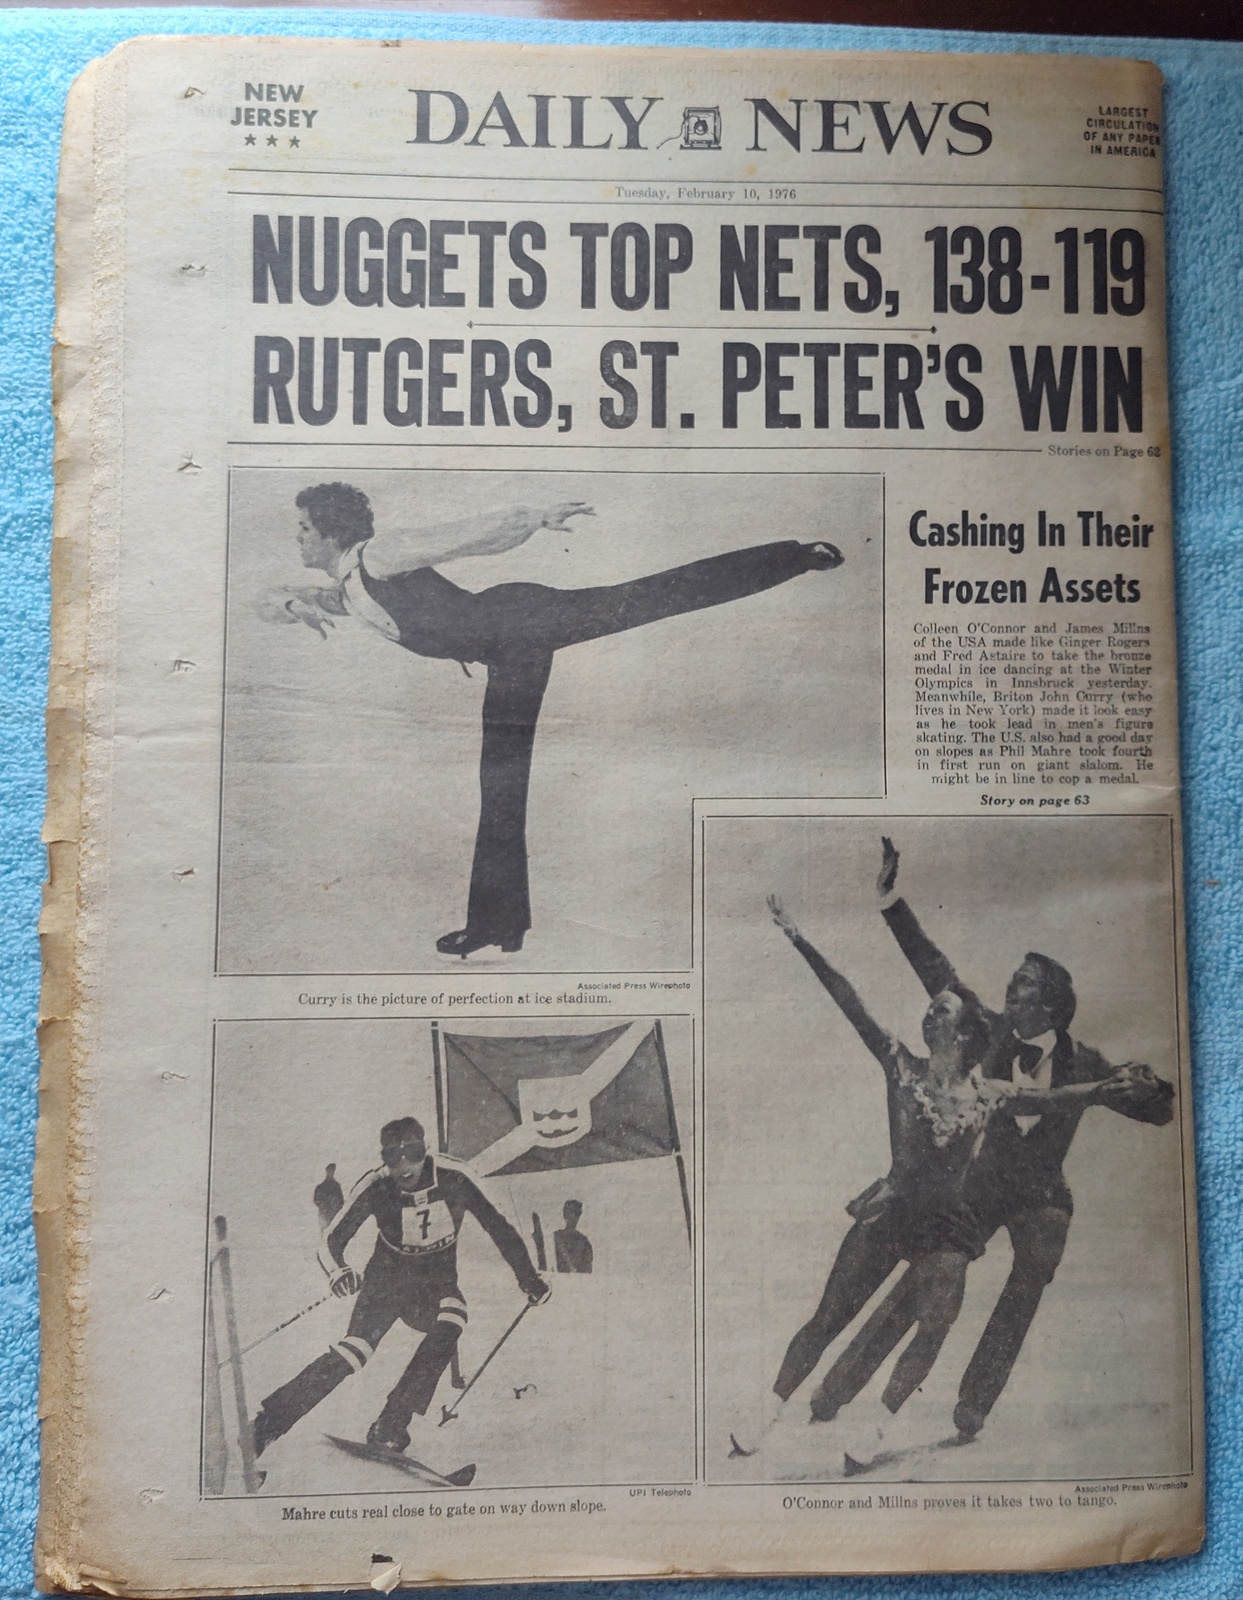 NEW
JERSEY
★ ★ ★
DAILY NEWS
LARGEST
CIRCULATION
OF ANY PAPER
IN AMERICA
Tuesday, February 10, 1976
NUGGETS TOP NETS, 138-119
RUTGERS, ST. PETER'S WIN
Stories on Page 62
Cashing In Their
Frozen Assets
Colleen O'Connor and James Millns
of the USA made like Ginger Rogers
and Fred Astaire to take the bronze
medal in ice dancing at the Winter
Olympics in Innsbruck yesterday.
Meanwhile, Briton John Curry (who
lives in New York) made it look easy
as he took lead in men's figure
skating. The U.S. also had a good day
on slopes as Phil Mahre took fourth
in first run on giant slalom. He
might be in line to cop a medal.
Story on page 63
Associated Press Wirephoto
Curry is the picture of perfection at ice stadium.
7
UPI Telephoto
Mahre cuts real close to gate on way down slope.
Associated Press Wirephoto
O'Connor and Millns proves it takes two to tango.